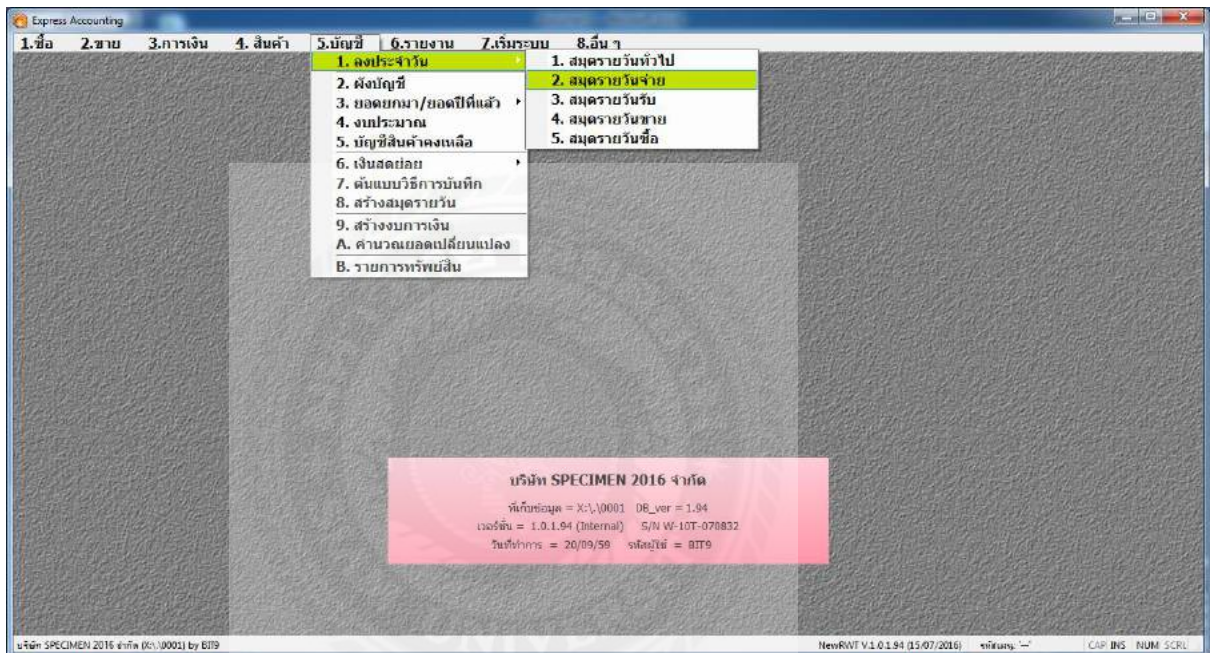 Express Accounting
1.ซื้อ 2.ขาย 3.การเงิน 4. สินค้า 5.บัญชี 6.รายงาน 7.เริ่มระบบ 8.อื่น ๆ
1. ลงประจำวัน
2. ผังบัญชี
3. ยอดยกมา/ยอดปีที่แล้ว
4. งบประมาณ
5. บัญชีสินค้าคงเหลือ
6. เงินสดย่อย
7. ต้นแบบวิธีการบันทึก
8. สร้างสมุดรายวัน
9. สร้างงบการเงิน
A. คำนวณยอดเปลี่ยนแปลง
B. รายการทรัพย์สิน
1. สมุดรายวันทั่วไป
2. สมุดรายวันจ่าย
3. สมุดรายวันรับ
4. สมุดรายวันขาย
5. สมุดรายวันซื้อ
บริษัท SPECIMEN 2016 จำกัด
ที่เก็บข้อมูล = X:\.\0001 DB_ver = 1.94
เวอร์ชั่น = 1.0.1.94 (Internal) S/N W-10T-070832
วันที่ทำการ = 20/09/59 รหัสผู้ใช้ = BIT9
บริษัท SPECIMEN 2016 จำกัด (X:\.\0001) by BIT9 NewRWT V.1.0.1.94 (15/07/2016) CAP INS NUM SCRL